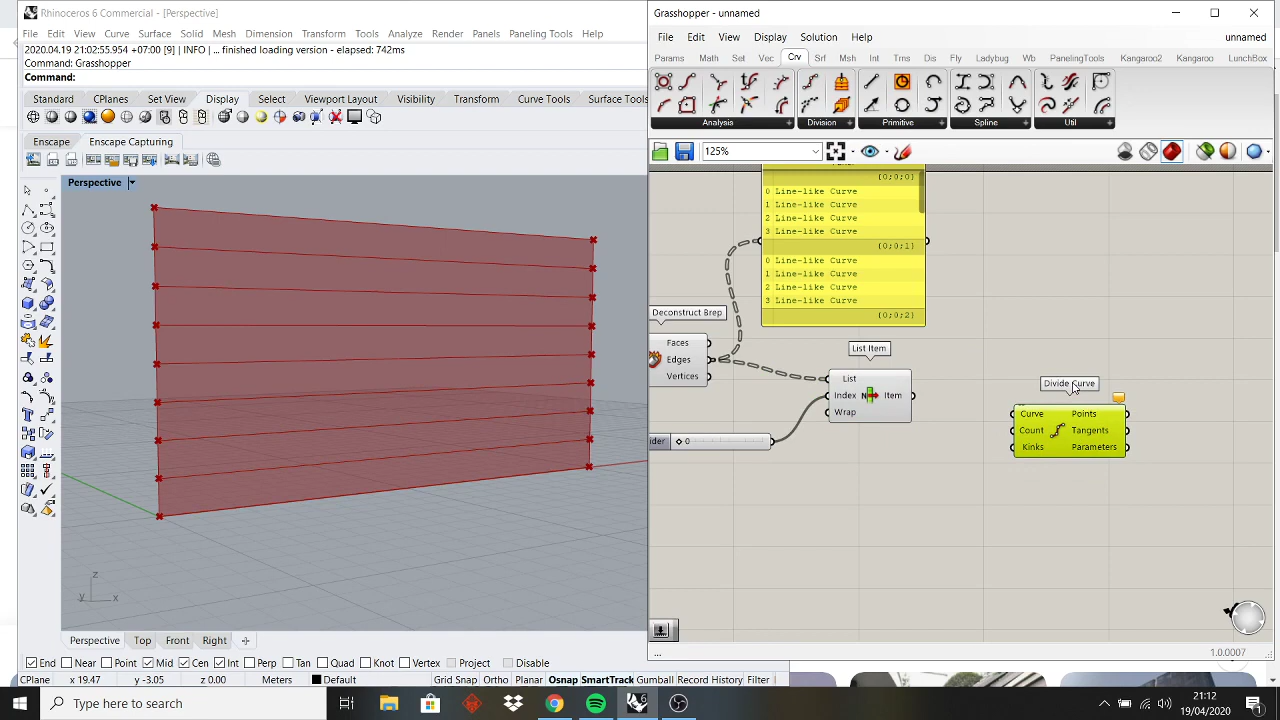 Rhinoceros 6 Commercial - [Perspective]
File Edit View Curve Surface Solid Mesh Dimension Transform Tools Analyze Render Panels Paneling Tools Help
2020.04.19 21:02:55.954 +07:00 [9] | INFO | ... finished loading version - elapsed: 742ms
Command: Grasshopper
Command:
Standard CPlanes Set View Display Select Viewport Layout Visibility Transform Curve Tools Surface Tools
Escape Escape Capturing
Perspective
z
y x
Perspective Top Front Right
End Near Point Mid Cen Int Perp Tan Quad Knot Vertex Project Disable
CPlane x 19.47 y -3.05 z 0.00 Meters Default Grid Snap Ortho Planar Osnap SmartTrack Gumball Record History Filter
Grasshopper - unnamed
File Edit View Display Solution Help unnamed
Params Math Set Vec Crv Srf Msh Int Trns Dis Fly Ladybug Wb PanelingTools Kangaroo2 Kangaroo LunchBox
Analysis Division Primitive Spline Util
125%
{0;0;0}
0 Line-like Curve
1 Line-like Curve
2 Line-like Curve
3 Line-like Curve
{0;0;1}
0 Line-like Curve
1 Line-like Curve
2 Line-like Curve
3 Line-like Curve
{0;0;2}
Deconstruct Brep
Faces
Edges
Vertices
List Item
List
Index Item
Wrap
ider 0
Divide Curve
Curve Points
Count Tangents
Kinks Parameters
... 1.0.0007
Type here to search
21:12
19/04/2020
1